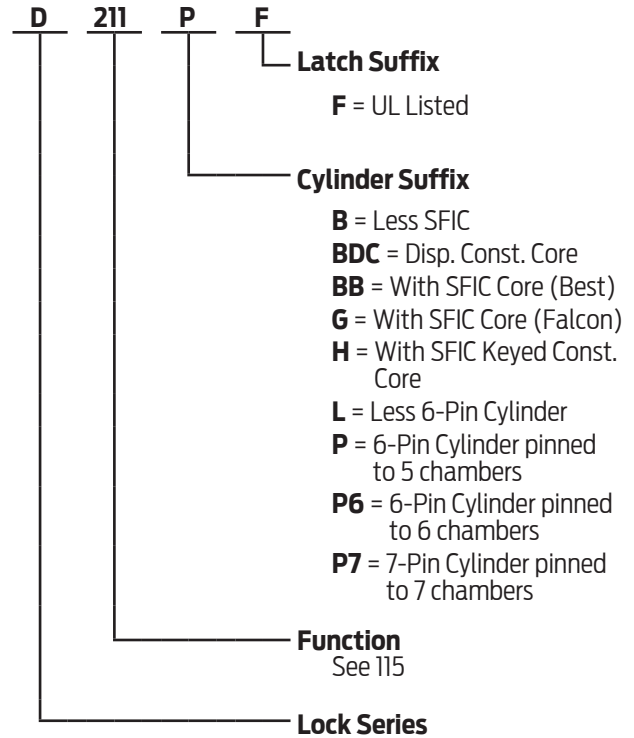 D 211 P F
Latch Suffix
F = UL Listed
Cylinder Suffix
B = Less SFIC
BDC = Disp. Const. Core
BB = With SFIC Core (Best)
G = With SFIC Core (Falcon)
H = With SFIC Keyed Const.
Core
L = Less 6-Pin Cylinder
P = 6-Pin Cylinder pinned
to 5 chambers
P6 = 6-Pin Cylinder pinned
to 6 chambers
P7 = 7-Pin Cylinder pinned
to 7 chambers
Function
See 115
Lock Series